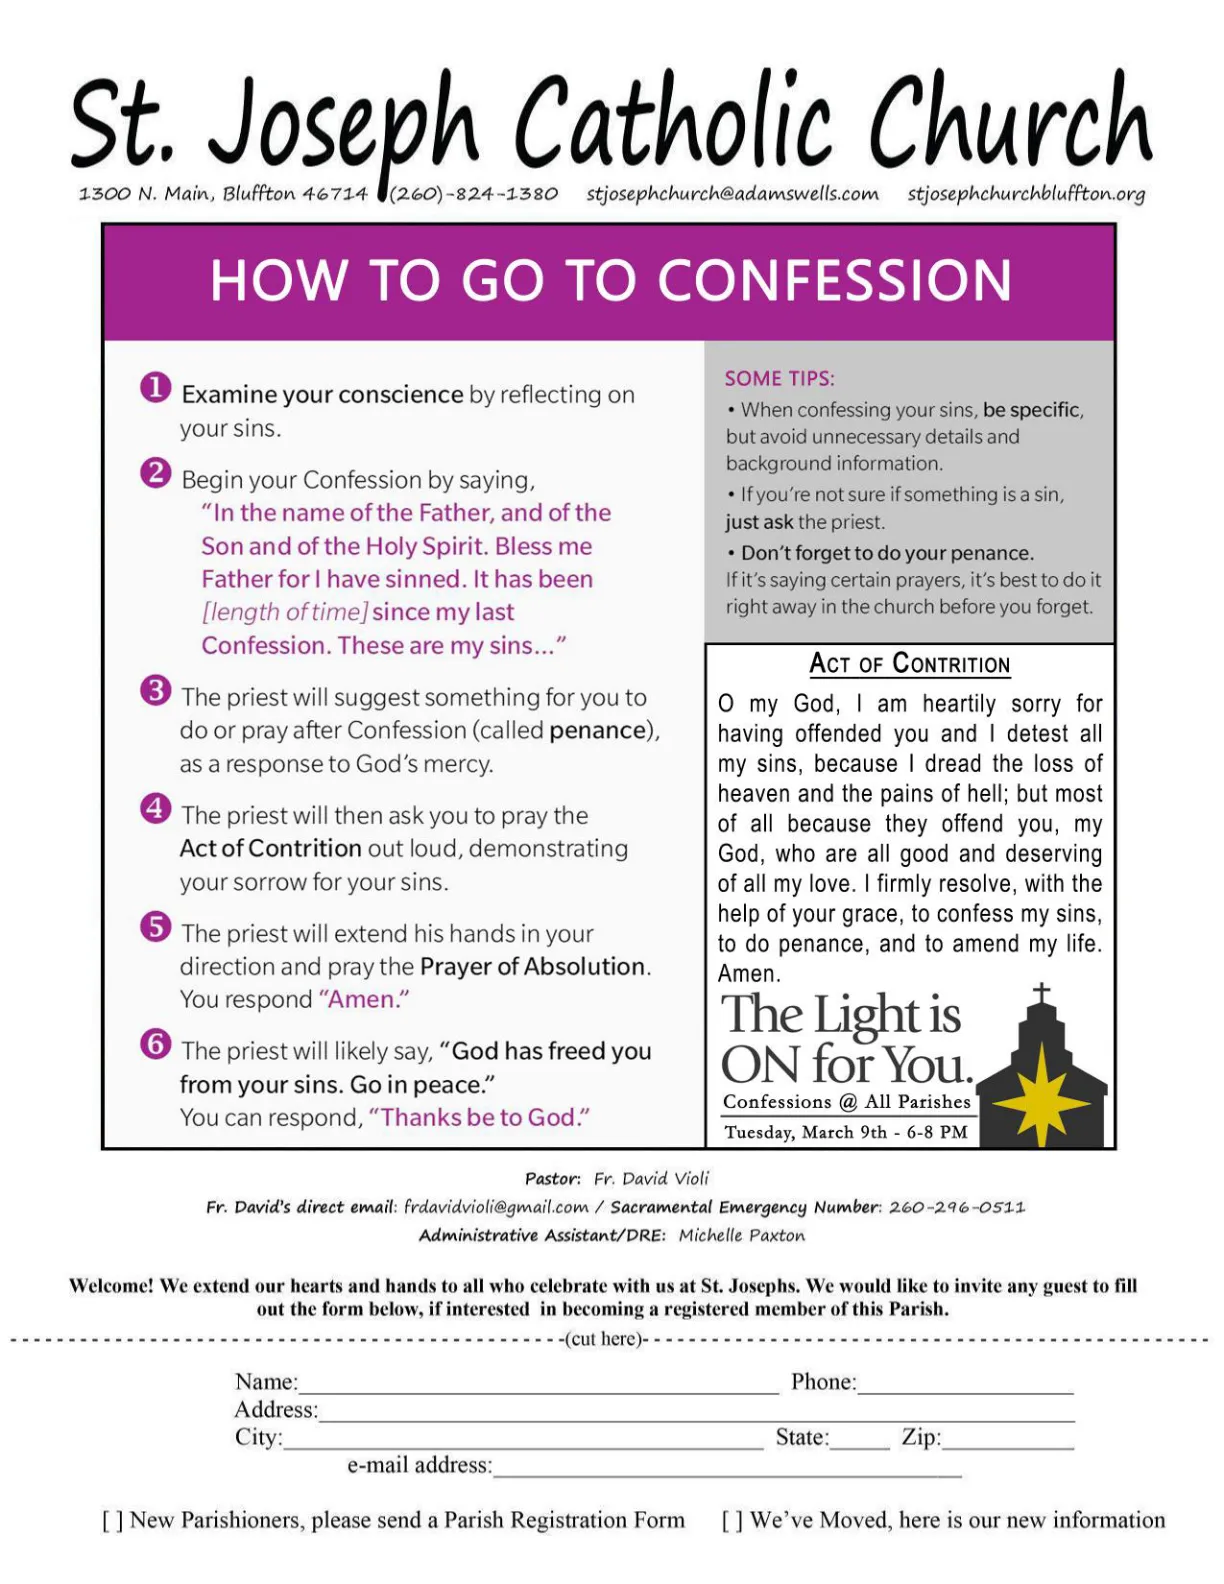 St. Joseph Catholic Church
1300 N. Main, Bluffton 46714 (260)-824-1380 stjosephchurch@adamswells.com stjosephchurchbluffton.org
HOW TO GO TO CONFESSION
1 Examine your conscience by reflecting on
your sins.
2 Begin your Confession by saying,
“In the name of the Father, and of the
Son and of the Holy Spirit. Bless me
Father for I have sinned. It has been
[length of time] since my last
Confession. These are my sins...”
3 The priest will suggest something for you to
do or pray after Confession (called penance),
as a response to God’s mercy.
4 The priest will then ask you to pray the
Act of Contrition out loud, demonstrating
your sorrow for your sins.
5 The priest will extend his hands in your
direction and pray the Prayer of Absolution.
You respond “Amen.”
6 The priest will likely say, “God has freed you
from your sins. Go in peace.”
You can respond, “Thanks be to God.”
SOME TIPS:
• When confessing your sins, be specific,
but avoid unnecessary details and
background information.
• If you’re not sure if something is a sin,
just ask the priest.
• Don’t forget to do your penance.
If it’s saying certain prayers, it’s best to do it
right away in the church before you forget.
ACT OF CONTRITION
O my God, I am heartily sorry for
having offended you and I detest all
my sins, because I dread the loss of
heaven and the pains of hell; but most
of all because they offend you, my
God, who are all good and deserving
of all my love. I firmly resolve, with the
help of your grace, to confess my sins,
to do penance, and to amend my life.
Amen.
The Light is
ON for You.
Confessions @ All Parishes
Tuesday, March 9th - 6-8 PM
Pastor: Fr. David Violi
Fr. David’s direct email: frdavidvioli@gmail.com / Sacramental Emergency Number: 260-296-0511
Administrative Assistant/DRE: Michelle Paxton
Welcome! We extend our hearts and hands to all who celebrate with us at St. Josephs. We would like to invite any guest to fill
out the form below, if interested in becoming a registered member of this Parish.
(cut here)
Name: Phone:
Address:
City: State: Zip:
e-mail address:
[ ] New Parishioners, please send a Parish Registration Form [ ] We’ve Moved, here is our new information